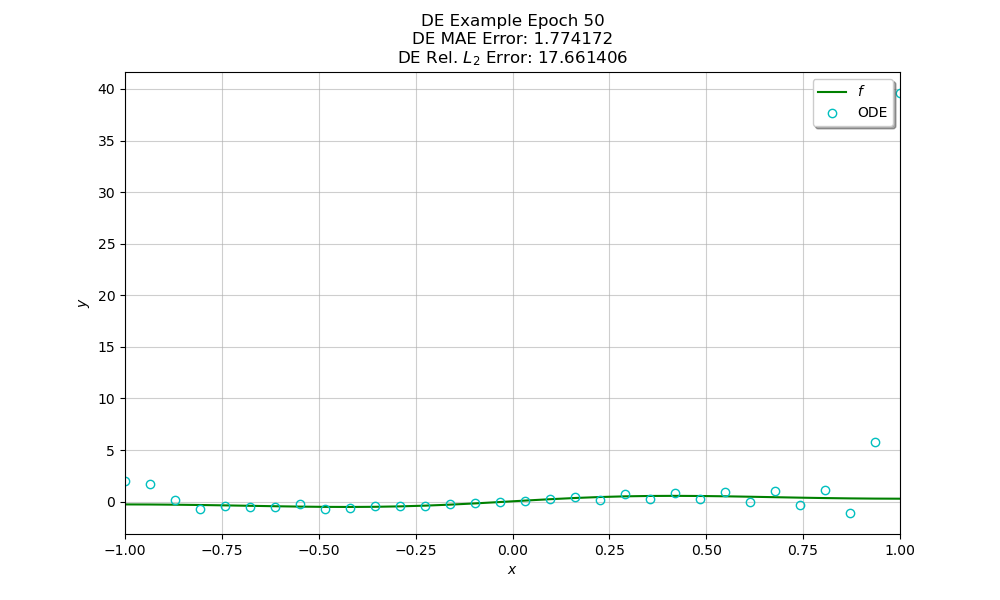 DE Example Epoch 50
DE MAE Error: 1.774172
DE Rel. L₂ Error: 17.661406
40
35
30
25
20
15
10
5
0
y
f
ODE
−1.00 −0.75 −0.50 −0.25 0.00 0.25 0.50 0.75 1.00
x